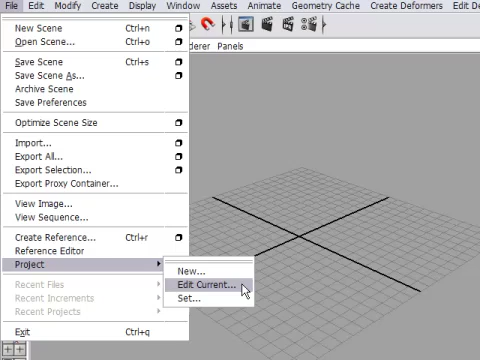 File Edit Modify Create Display Window Assets Animate Geometry Cache Create Deformers Edit De
Panels
New Scene Ctrl+n
Open Scene... Ctrl+o
Save Scene Ctrl+s
Save Scene As...
Archive Scene
Save Preferences
Optimize Scene Size
Import...
Export All...
Export Selection...
Export Proxy Container...
View Image...
View Sequence...
Create Reference... Ctrl+r
Reference Editor
Project
New...
Edit Current...
Set...
Recent Files
Recent Increments
Recent Projects
Exit Ctrl+q